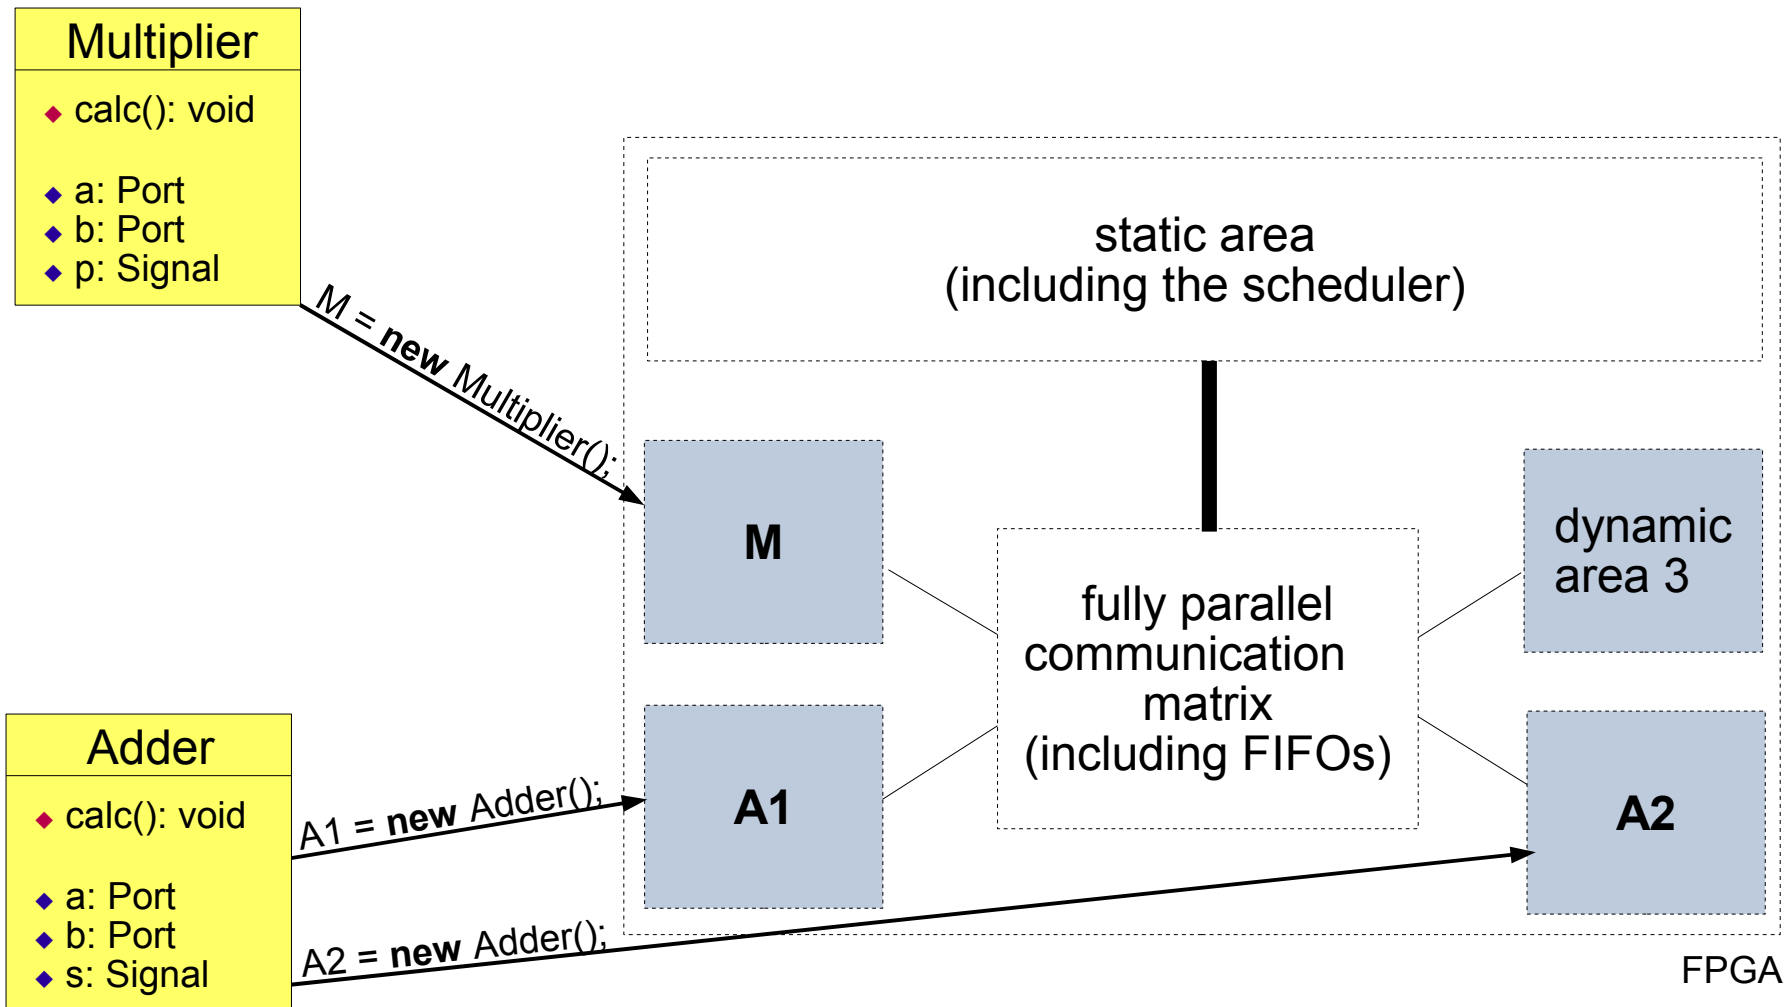 Multiplier
calc(): void
a: Port
b: Port
p: Signal
M = new Multiplier();
static area
(including the scheduler)
M
dynamic
area 3
fully parallel
communication
matrix
(including FIFOs)
Adder
calc(): void
a: Port
b: Port
s: Signal
A1 = new Adder();
A2 = new Adder();
A1
A2
FPGA